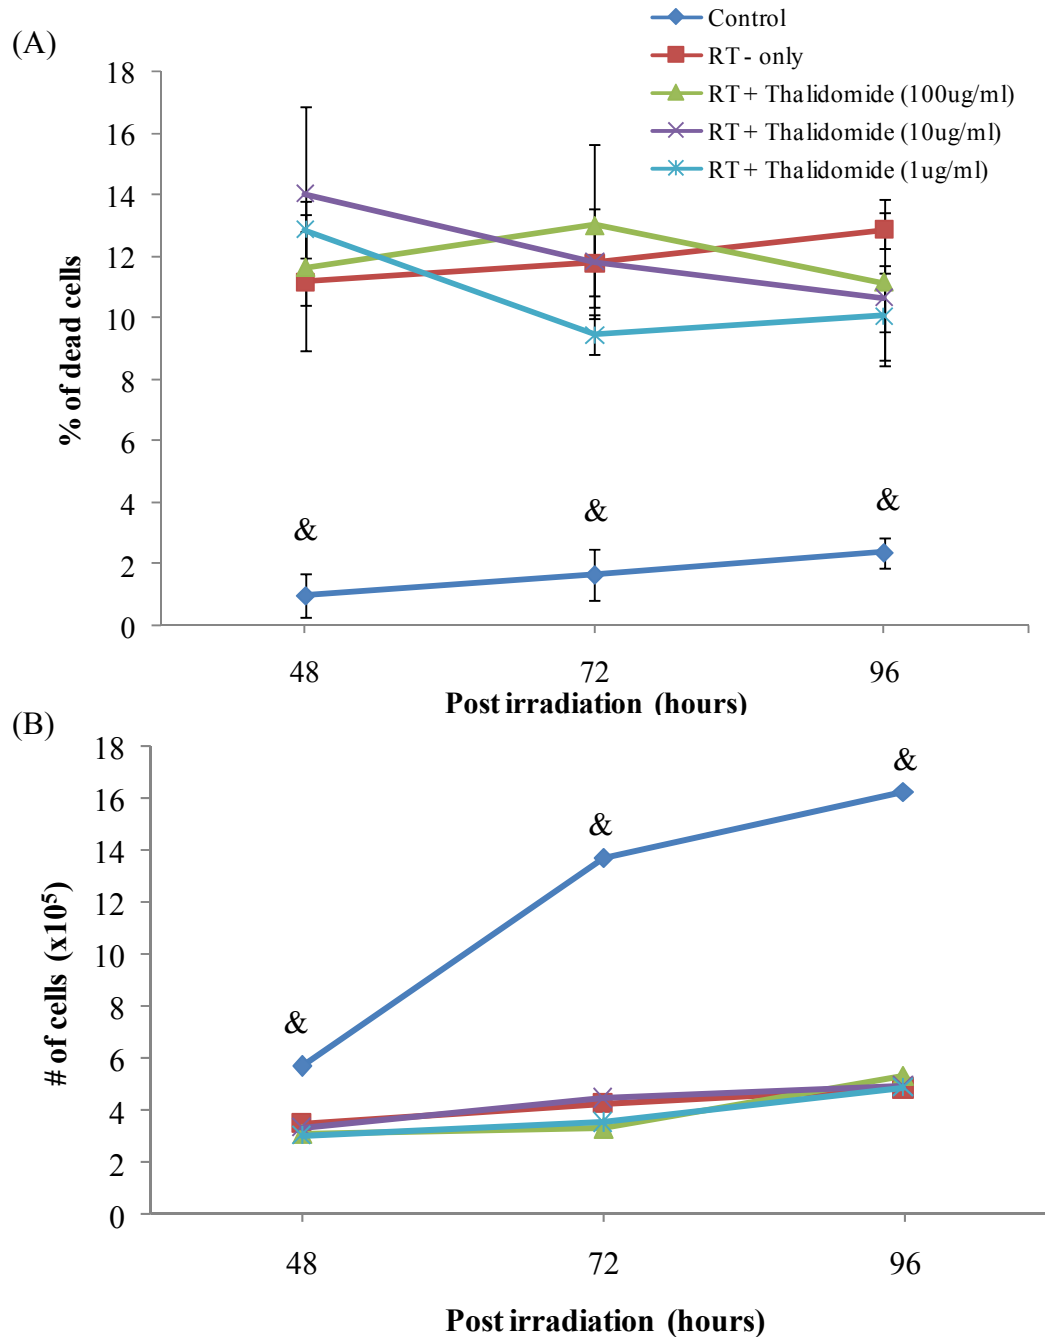 Control
(A)
RT - only
RT + Thalidomide (100ug/ml)
RT + Thalidomide (10ug/ml)
RT + Thalidomide (1ug/ml)
18
16
14
12
10
8
6
4
2
0
% of dead cells
& & &
48 72 96
Post irradiation (hours)
(B)
18
16
14
12
10
8
6
4
2
0
# of cells (x10⁵)
& & &
48 72 96
Post irradiation (hours)